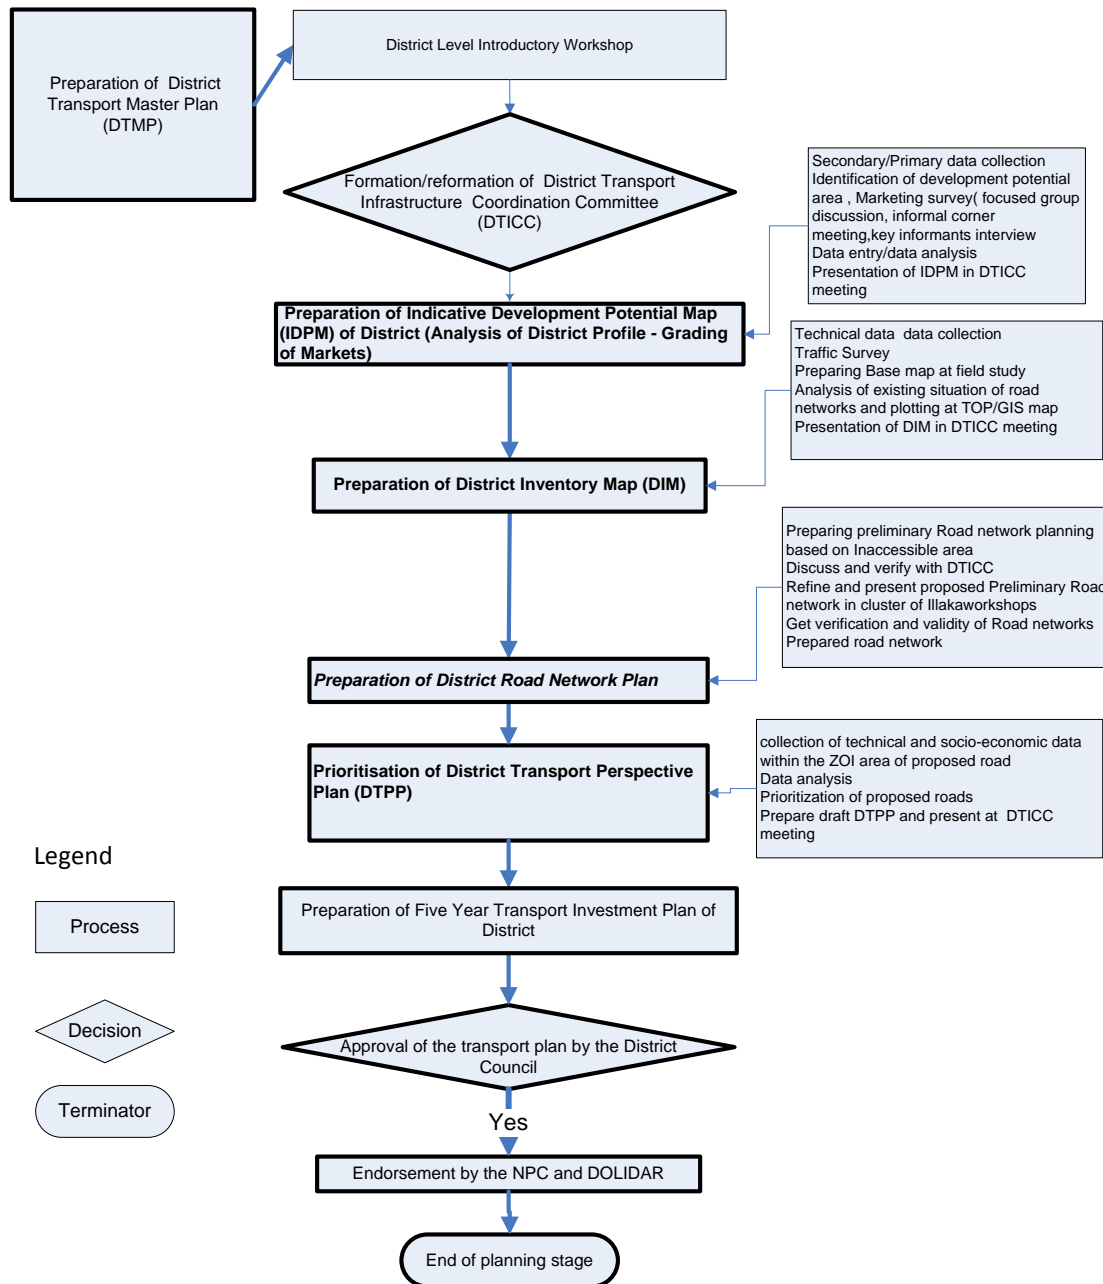 Preparation of  District
Transport Master Plan
(DTMP)
District Level Introductory Workshop
Formation/reformation of  District Transport
Infrastructure  Coordination Committee
(DTICC)
Secondary/Primary data collection
Identification of development potential
area , Marketing survey( focused group
discussion, informal corner
meeting,key informants interview
Data entry/data analysis
Presentation of IDPM in DTICC
meeting
Preparation of Indicative Development Potential Map
(IDPM) of District (Analysis of District Profile - Grading
of Markets)
Technical data  data collection
Traffic Survey
Preparing Base map at field study
Analysis of existing situation of road
networks and plotting at TOP/GIS map
Presentation of DIM in DTICC meeting
Preparation of District Inventory Map (DIM)
Preparing preliminary Road network planning
based on Inaccessible area
Discuss and verify with DTICC
Refine and present proposed Preliminary Road
network in cluster of Illakaworkshops
Get verification and validity of Road networks
Prepared road network
Preparation of District Road Network Plan
collection of technical and socio-economic data
within the ZOI area of proposed road
Data analysis
Prioritization of proposed roads
Prepare draft DTPP and present at  DTICC
meeting
Prioritisation of District Transport Perspective
Plan (DTPP)
Preparation of Five Year Transport Investment Plan of
District
Approval of the transport plan by the District
Council
Yes
Endorsement by the NPC and DOLIDAR
End of planning stage
Legend
Process
Decision
Terminator